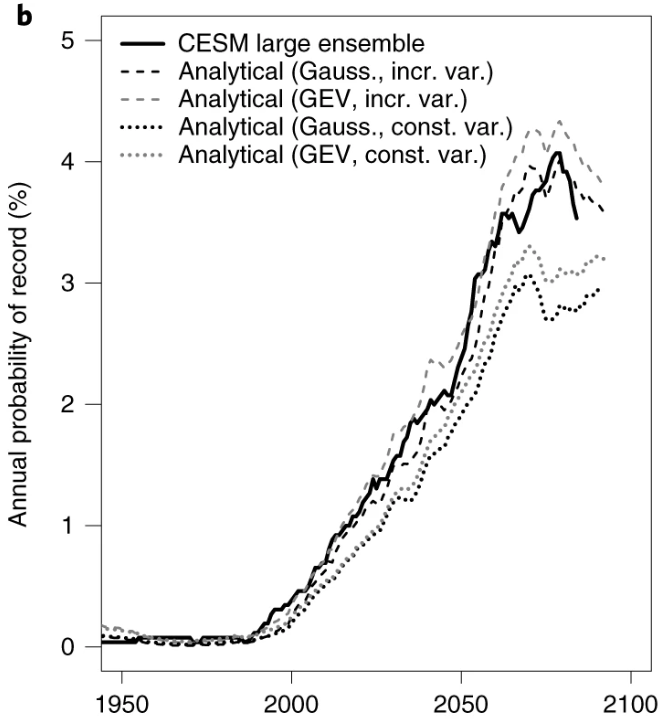 b
5
4
3
2
1
0
Annual probability of record (%)
CESM large ensemble
Analytical (Gauss., incr. var.)
Analytical (GEV, incr. var.)
Analytical (Gauss., const. var.)
Analytical (GEV, const. var.)
1950 2000 2050 2100